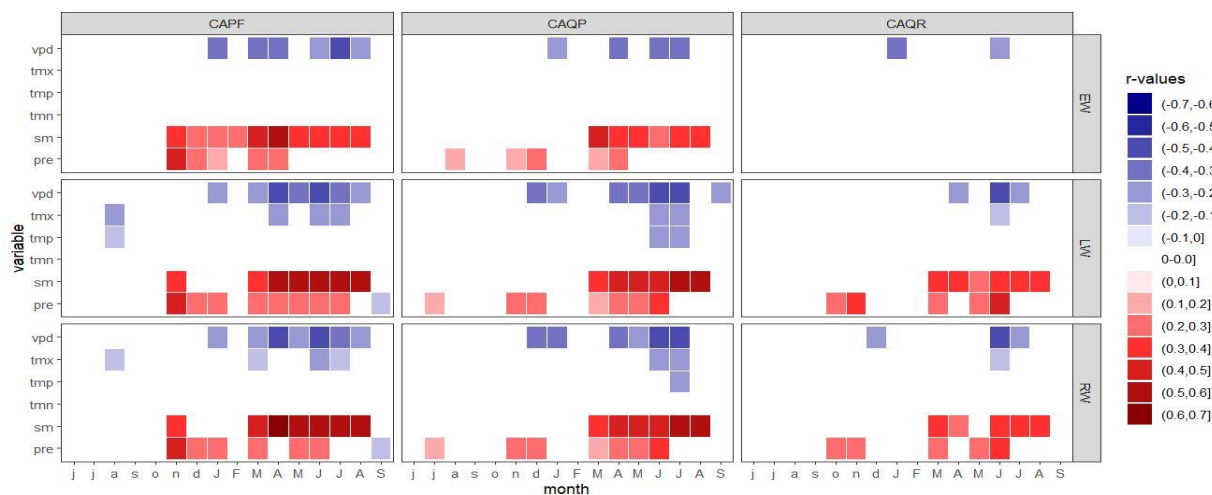 CAPF CAQP CAQR
vpd
tmx
tmp
tmn
sm
pre
EW
vpd
tmx
tmp
tmn
sm
pre
LW
vpd
tmx
tmp
tmn
sm
pre
RW
variable
j j a s o n d J F M A M J J A S j j a s o n d J F M A M J J A S j j a s o n d J F M A M J J A S
month
r-values
(-0.7,-0.6
(-0.6,-0.5
(-0.5,-0.4
(-0.4,-0.3
(-0.3,-0.2
(-0.2,-0.1
(-0.1,0]
0-0.0]
(0,0.1]
(0.1,0.2]
(0.2,0.3]
(0.3,0.4]
(0.4,0.5]
(0.5,0.6]
(0.6,0.7]